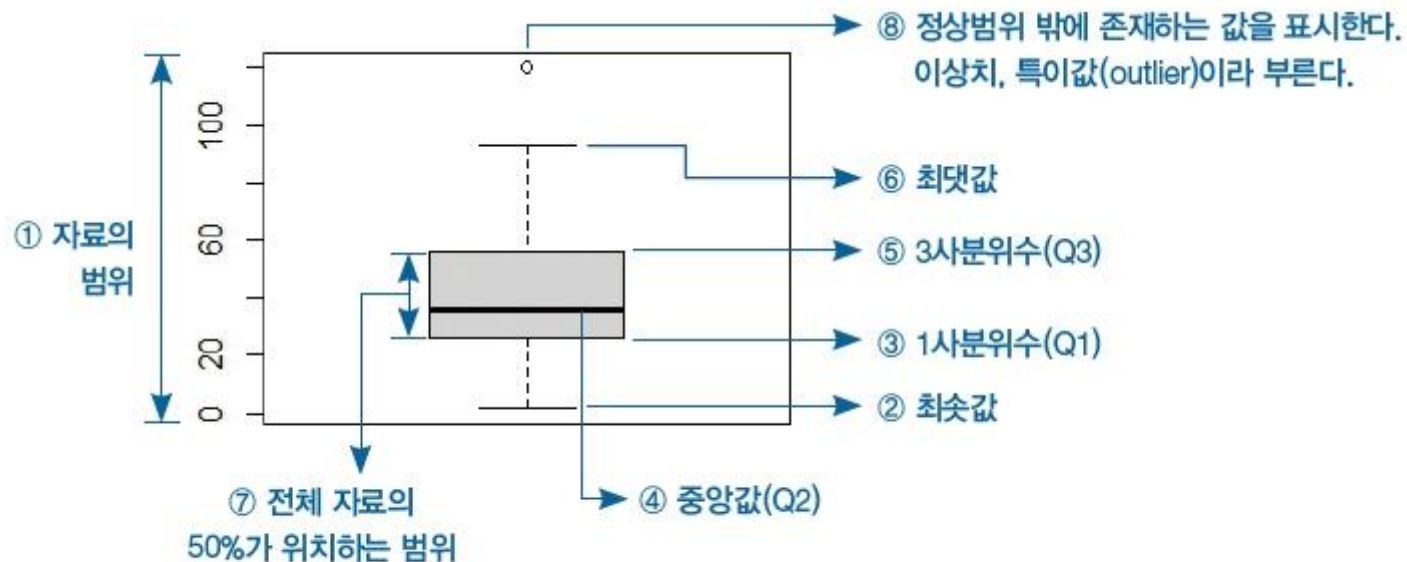 ⑧ 정상범위 밖에 존재하는 값을 표시한다.
이상치, 특이값(outlier)이라 부른다.
100
60
20
0
① 자료의
범위
⑥ 최댓값
⑤ 3사분위수(Q3)
③ 1사분위수(Q1)
② 최솟값
④ 중앙값(Q2)
⑦ 전체 자료의
50%가 위치하는 범위